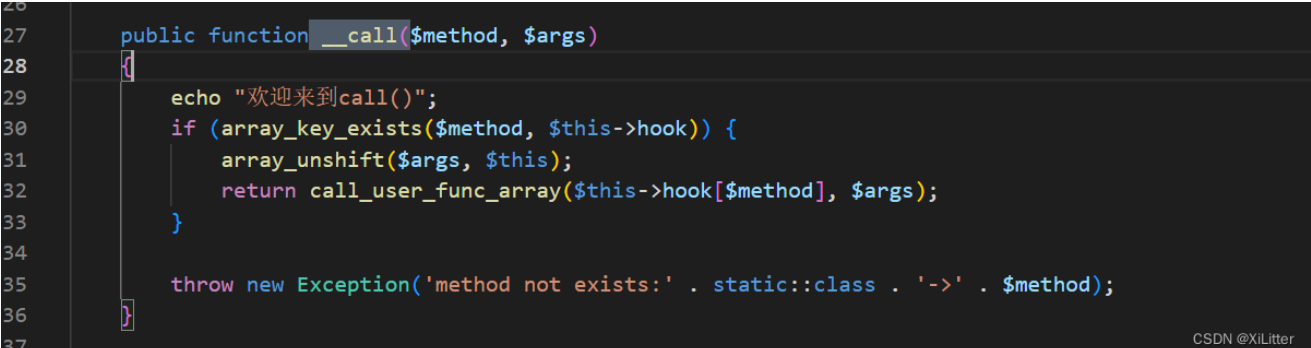 26
27 public function __call($method, $args)
28 {
29 echo "欢迎来到call()";
30 if (array_key_exists($method, $this->hook)) {
31 array_unshift($args, $this);
32 return call_user_func_array($this->hook[$method], $args);
33 }
34
35 throw new Exception('method not exists:' . static::class . '->' . $method);
36 }
37
CSDN @XiLitter